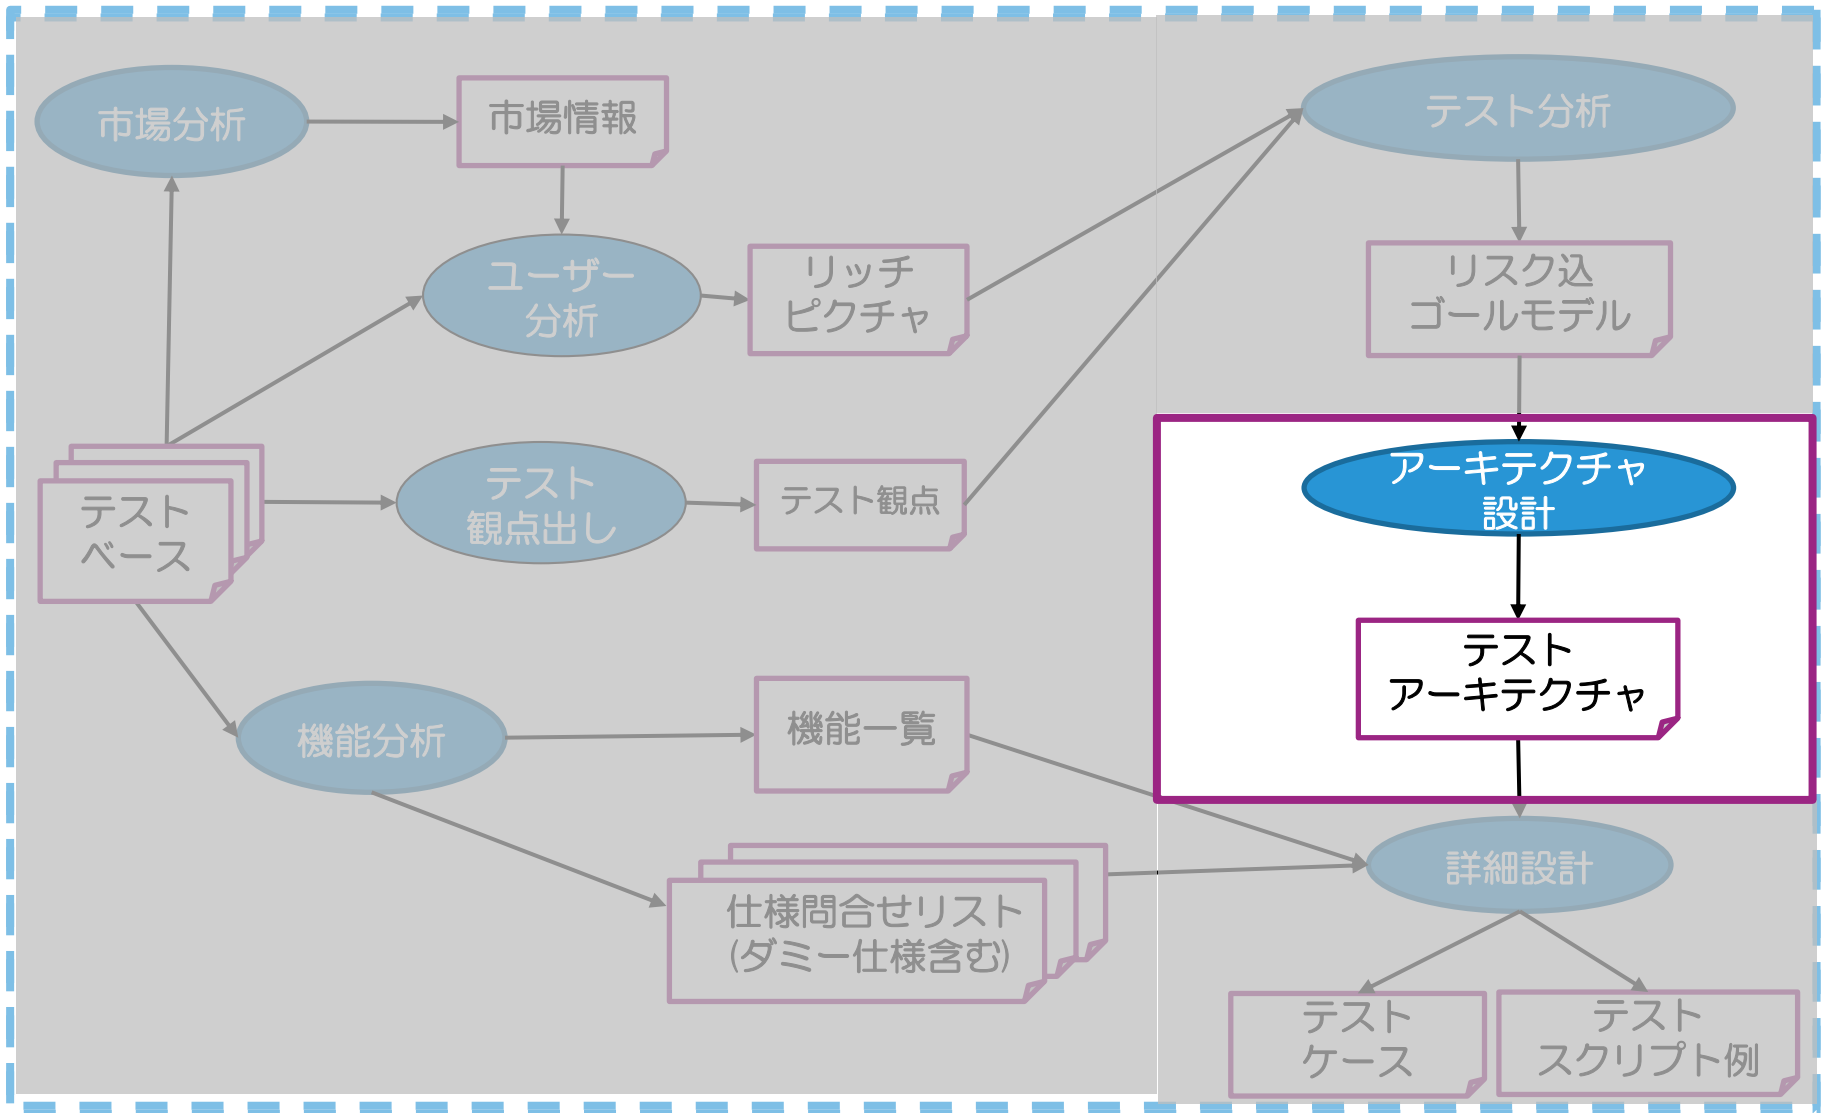 市場分析
市場情報
テスト分析
ユーザー
分析
リッチ
ピクチャ
リスク込
ゴールモデル
テスト
ベース
テスト
観点出し
テスト観点
アーキテクチャ
設計
テスト
アーキテクチャ
機能分析
機能一覧
仕様問合せリスト
(ダミー仕様含む)
詳細設計
テスト
ケース
テスト
スクリプト例